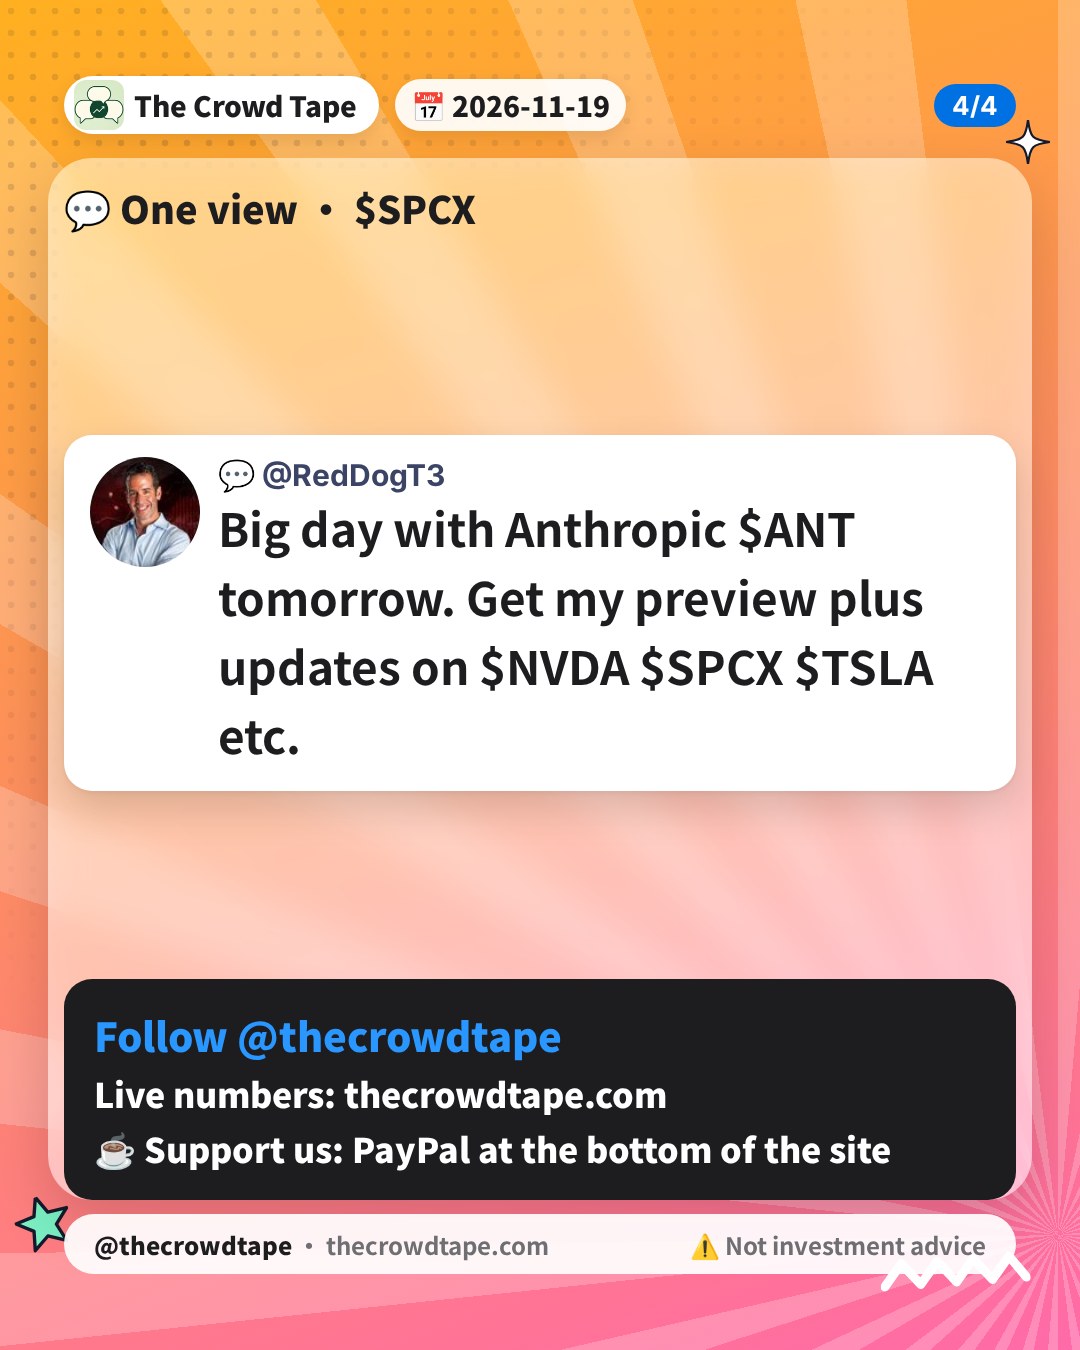 The Crowd Tape
📅 2026-11-19
4/4
💬 One view • $SPCX
💬 @RedDogT3
Big day with Anthropic $ANT
tomorrow. Get my preview plus
updates on $NVDA $SPCX $TSLA
etc.
Follow @thecrowdtape
Live numbers: thecrowdtape.com
☕ Support us: PayPal at the bottom of the site
@thecrowdtape • thecrowdtape.com
⚠️ Not investment advice